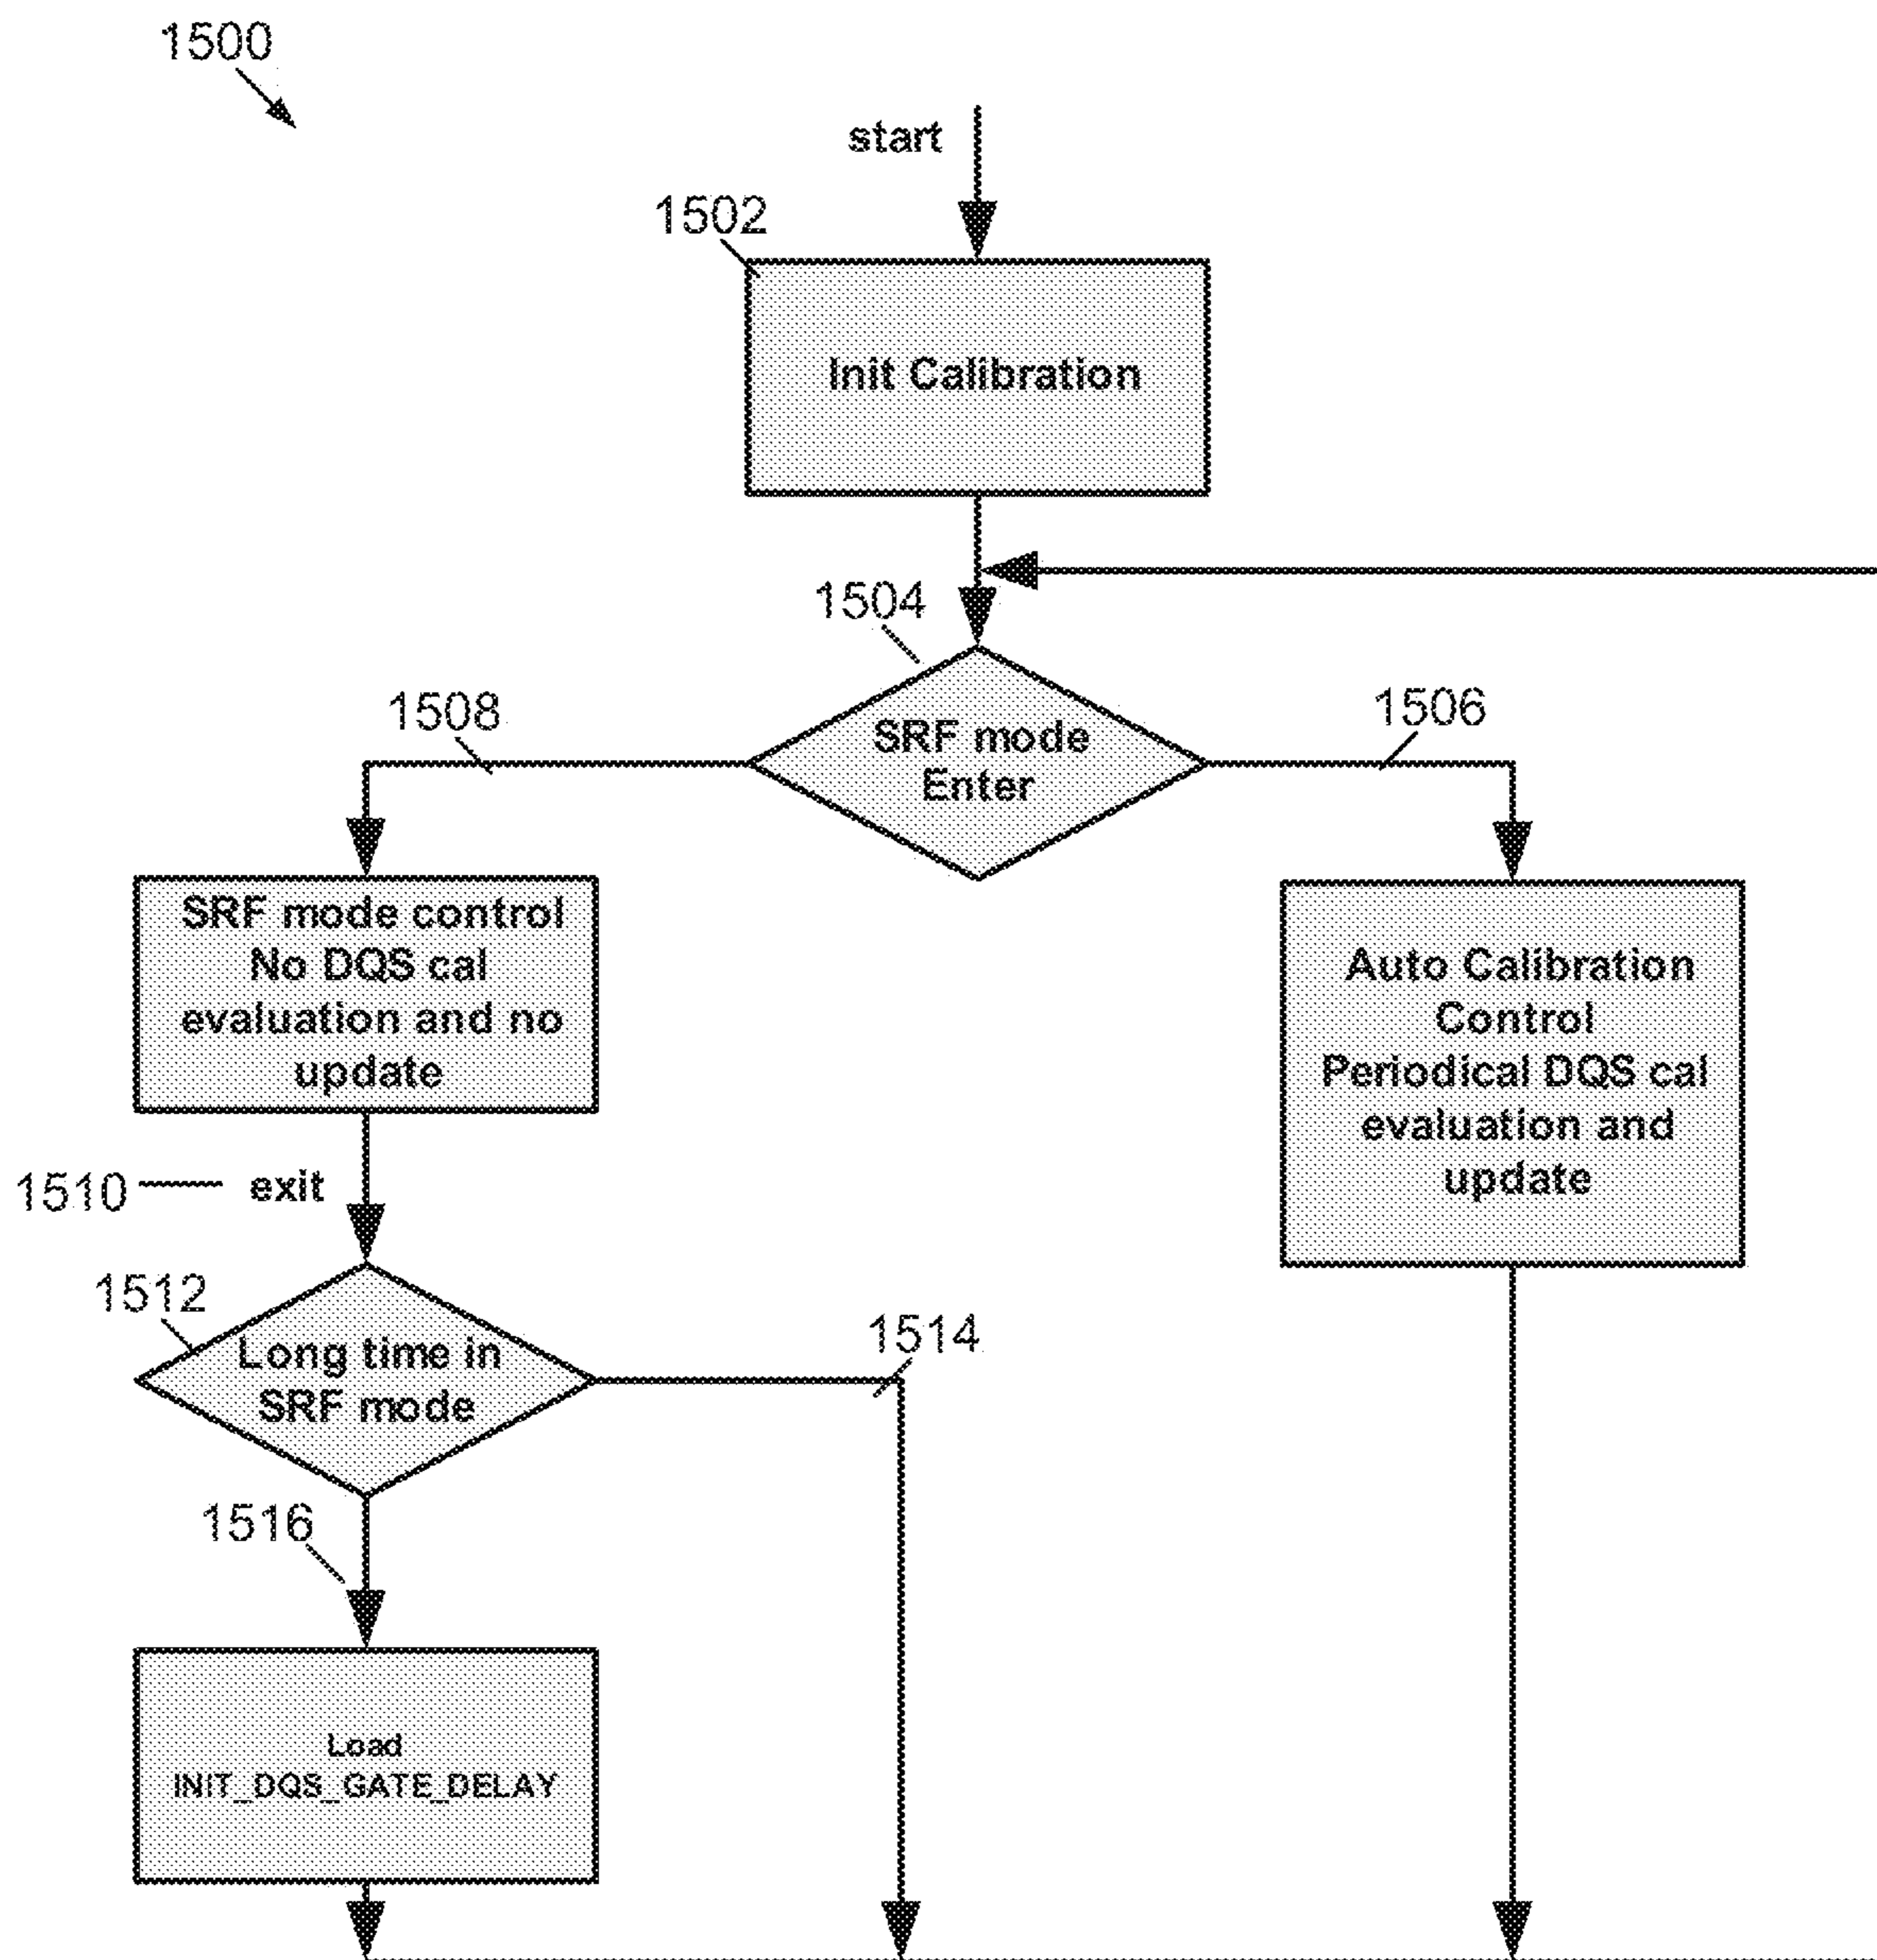 1500
start
1502
Init Calibration
1504
1508
1506
SRF mode
Enter
SRF mode control
No DQS cal
evaluation and no
update
Auto Calibration
Control
Periodical DQS cal
evaluation and
update
1510
exit
1512
Long time in
SRF mode
1514
1516
Load
INIT_DQS_GATE_DELAY